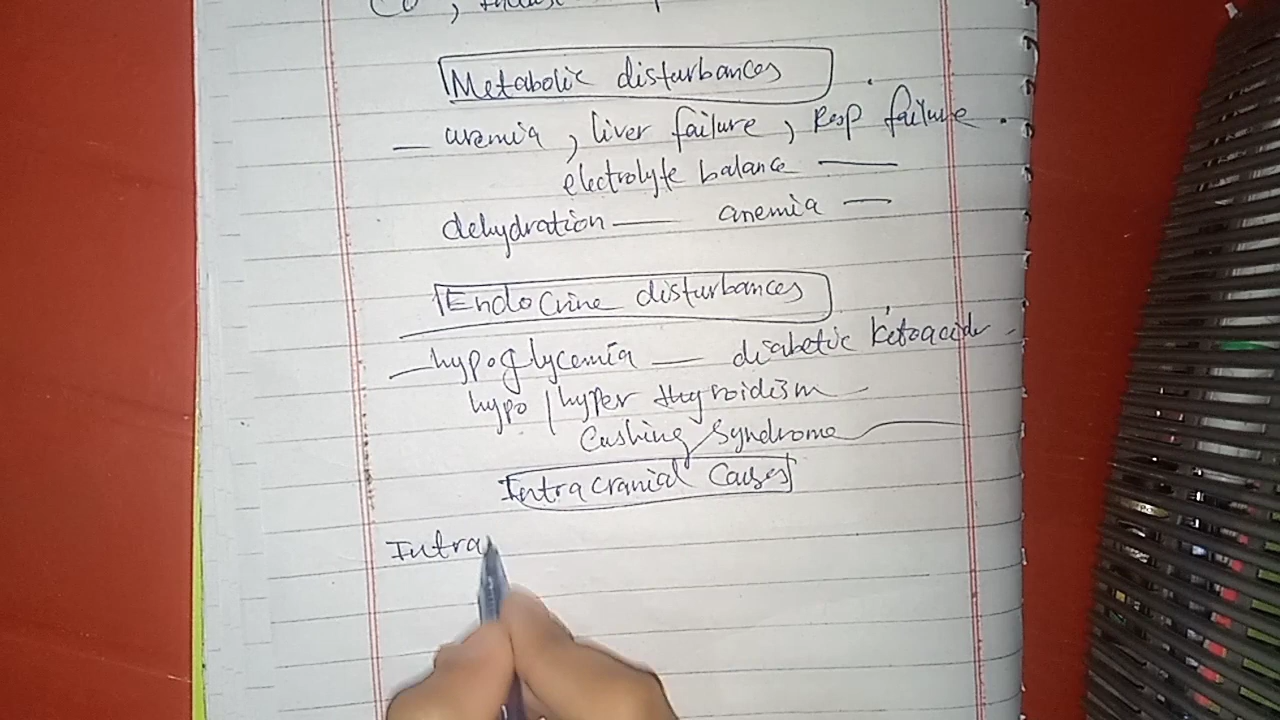 Co
Metabolic disturbances
— uremia , liver failure , Resp failure .
electrolyte balance —
dehydration — anemia —
Endocrine disturbances
— hypoglycemia — diabetic
hypo / hyper thyroidism —
Cushing Syndrome
Intracranial Causes
Intra